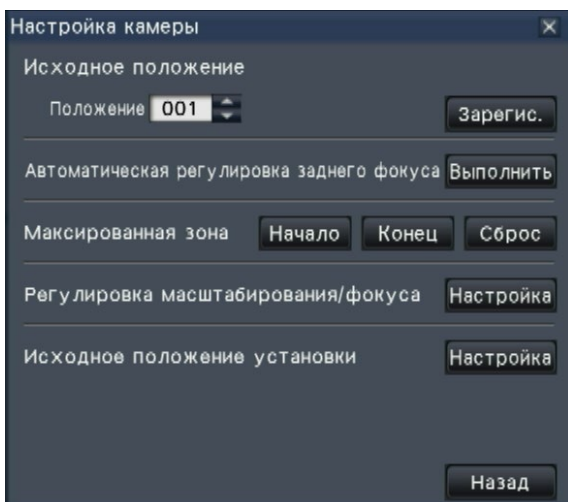 Настройка камеры
Исходное положение
Положение 001 Зарегис.
Автоматическая регулировка заднего фокуса Выполнить
Максированная зона Начало Конец Сброс
Регулировка масштабирования/фокуса Настройка
Исходное положение установки Настройка
Назад